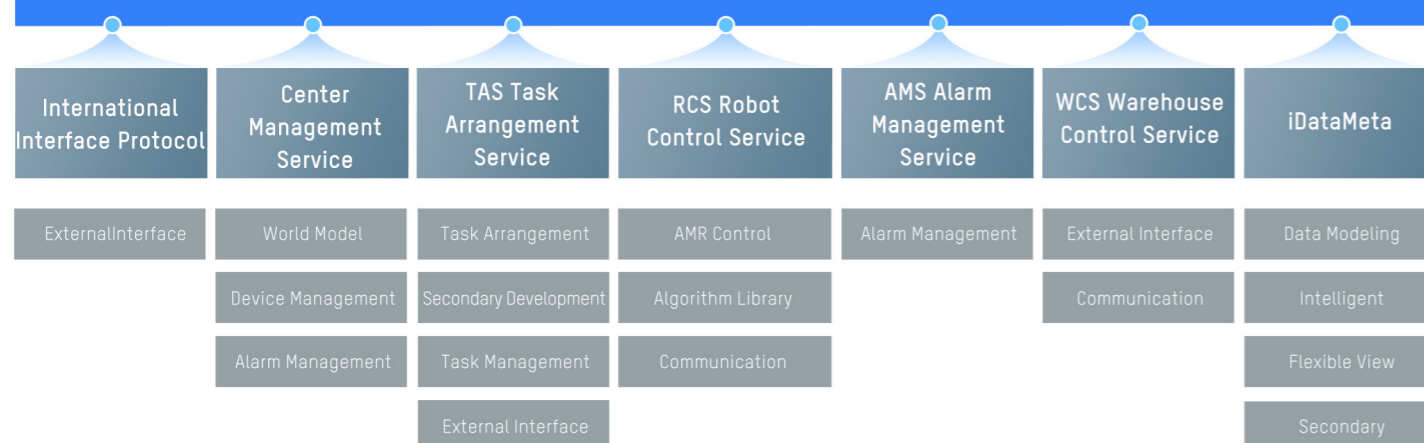 International
Interface Protocol
Center
Management
Service
TAS Task
Arrangement
Service
RCS Robot
Control Service
AMS Alarm
Management
Service
WCS Warehouse
Control Service
iDataMeta
ExternalInterface
World Model
Task Arrangement
AMR Control
Alarm Management
External Interface
Data Modeling
Device Management
Secondary Development
Algorithm Library
Communication
Intelligent
Alarm Management
Task Management
Communication
Flexible View
External Interface
Secondary